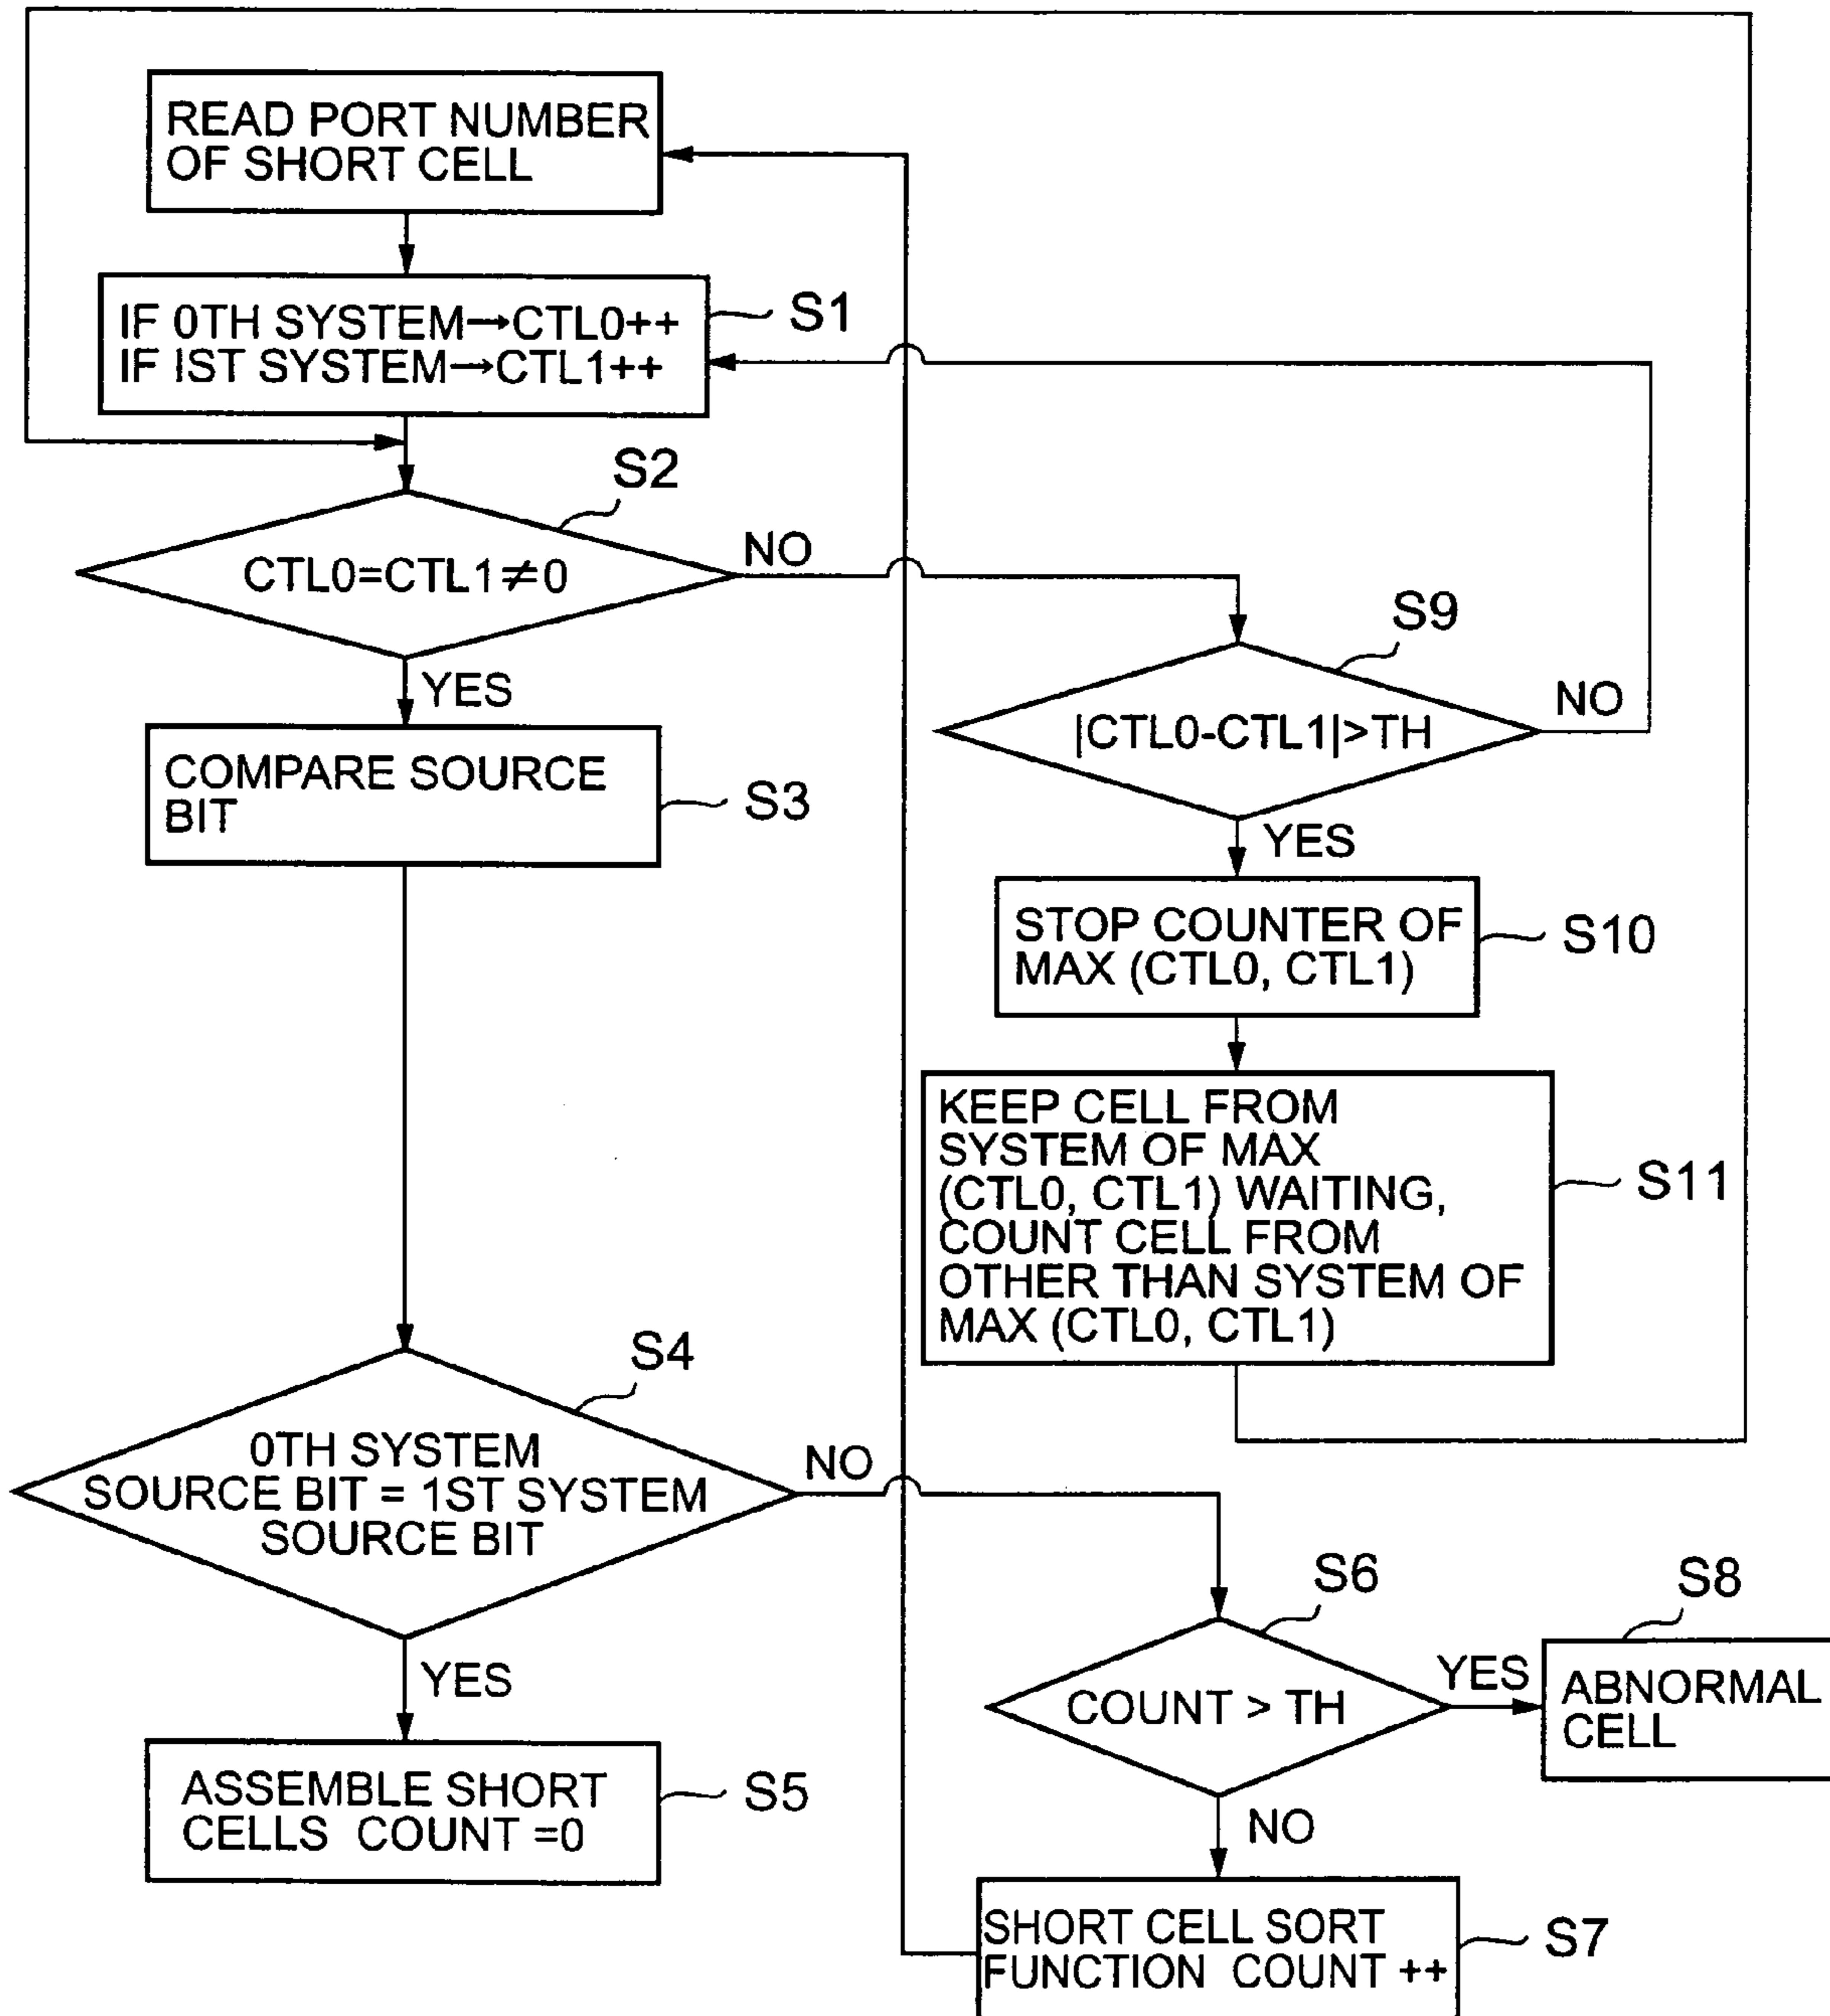 READ PORT NUMBER
OF SHORT CELL
IF 0TH SYSTEM→CTL0++
IF IST SYSTEM→CTL1++
S1
S2
CTL0=CTL1≠0
NO
YES
COMPARE SOURCE
BIT
S3
S9
|CTL0-CTL1|>TH
NO
YES
STOP COUNTER OF
MAX (CTL0, CTL1)
S10
KEEP CELL FROM
SYSTEM OF MAX
(CTL0, CTL1) WAITING,
COUNT CELL FROM
OTHER THAN SYSTEM OF
MAX (CTL0, CTL1)
S11
S4
0TH SYSTEM
SOURCE BIT = 1ST SYSTEM
SOURCE BIT
NO
YES
ASSEMBLE SHORT
CELLS COUNT =0
S5
S6
COUNT > TH
YES
S8
ABNORMAL
CELL
NO
SHORT CELL SORT
FUNCTION COUNT ++
S7